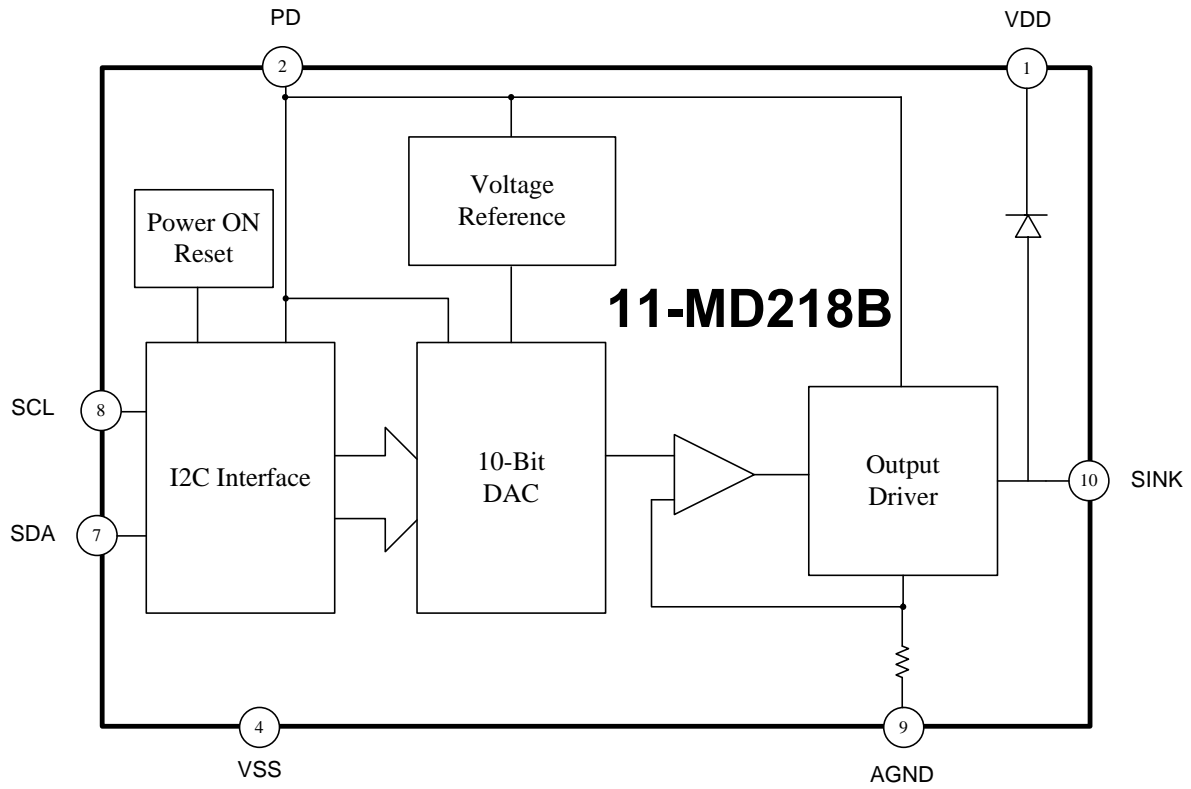 PD
VDD
2
1
Voltage
Reference
Power ON
Reset
11-MD218B
SCL
8
I2C Interface
10-Bit
DAC
Output
Driver
10
SINK
SDA
7
4
VSS
9
AGND